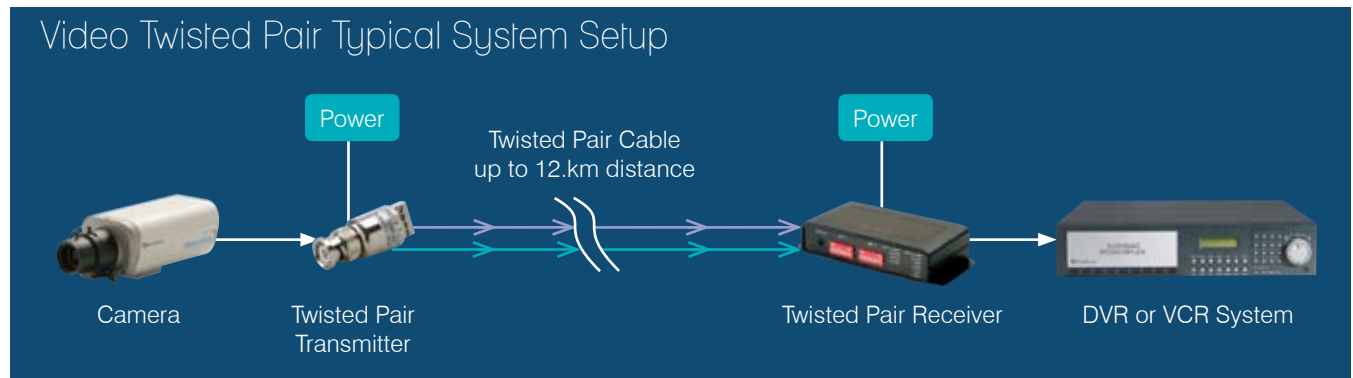 Video Twisted Pair Typical System Setup
Power
Power
Twisted Pair Cable
up to 12.km distance
Camera
Twisted Pair
Transmitter
Twisted Pair Receiver
DVR or VCR System